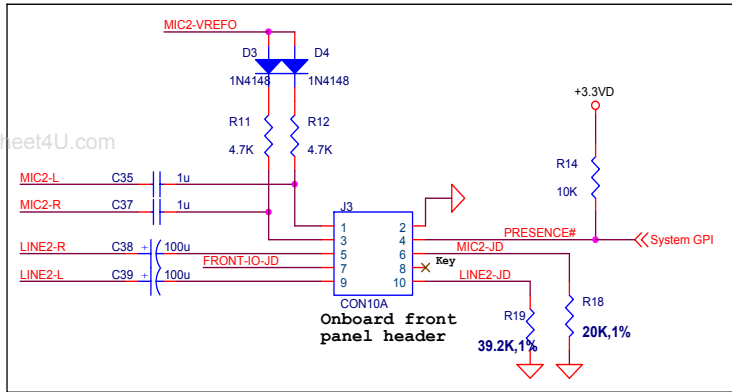 MIC2-VREFO
D3 D4
1N4148 1N4148
+3.3VD
R11 R12
4.7K 4.7K
heet4U.com
R14
10K
MIC2-L C35 1u
MIC2-R C37 1u
J3
1 2
PRESENCE#
System GPI
3 4
MIC2-JD
LINE2-R C38 + 100u
5 6
FRONT-IO-JD
Key
7 8
LINE2-JD
LINE2-L C39 + 100u
9 10
CON10A
Onboard front
panel header
R19
39.2K,1%
R18
20K,1%